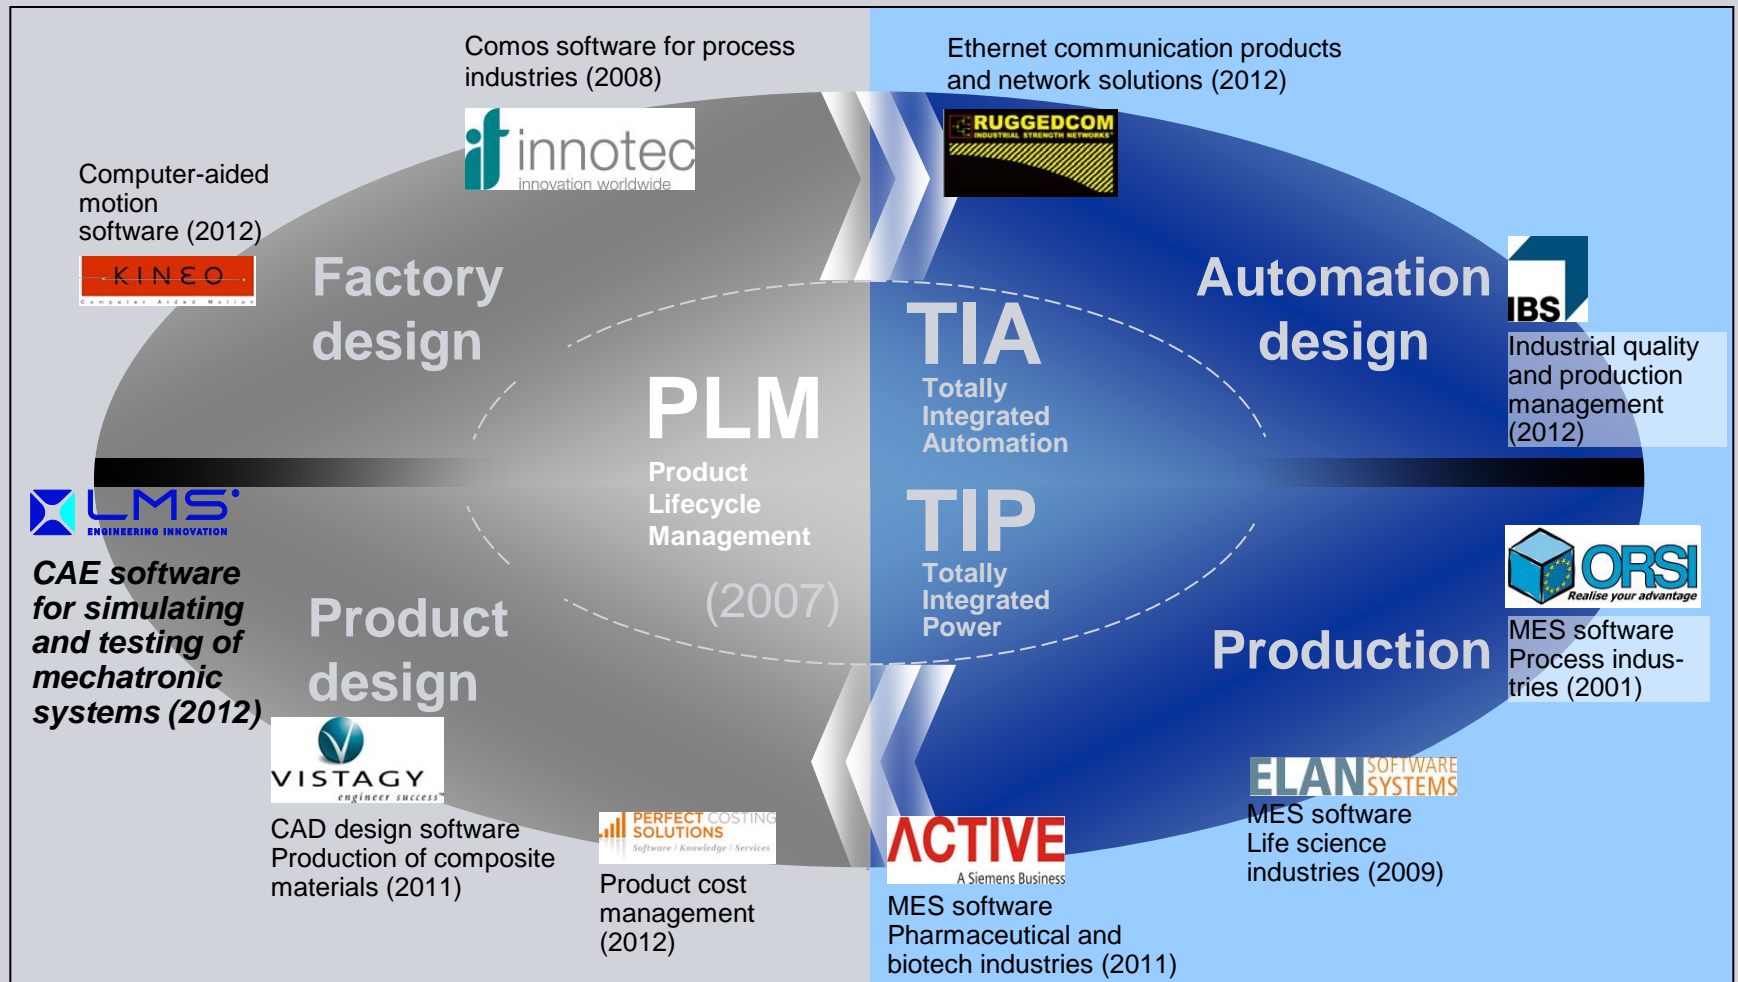 Comos software for process
industries (2008)
innotec
innovation worldwide
Ethernet communication products
and network solutions (2012)
RUGGEDCOM
INDUSTRIAL STRENGTH NETWORKS™
Computer-aided
motion
software (2012)
KINEO
Computer Aided Motion
Factory
design
TIA
Totally
Integrated
Automation
Automation
design
IBS
Industrial quality
and production
management
(2012)
PLM
Product
Lifecycle
Management
(2007)
TIP
Totally
Integrated
Power
LMS
ENGINEERING INNOVATION
CAE software
for simulating
and testing of
mechatronic
systems (2012)
Product
design
Production
ORSI
Realise your advantage
MES software
Process indus-
tries (2001)
VISTAGY
engineer success™
CAD design software
Production of composite
materials (2011)
PERFECT COSTING
SOLUTIONS
Software / Knowledge / Services
Product cost
management
(2012)
ACTIVE
A Siemens Business
MES software
Pharmaceutical and
biotech industries (2011)
ELAN SOFTWARE
SYSTEMS
MES software
Life science
industries (2009)